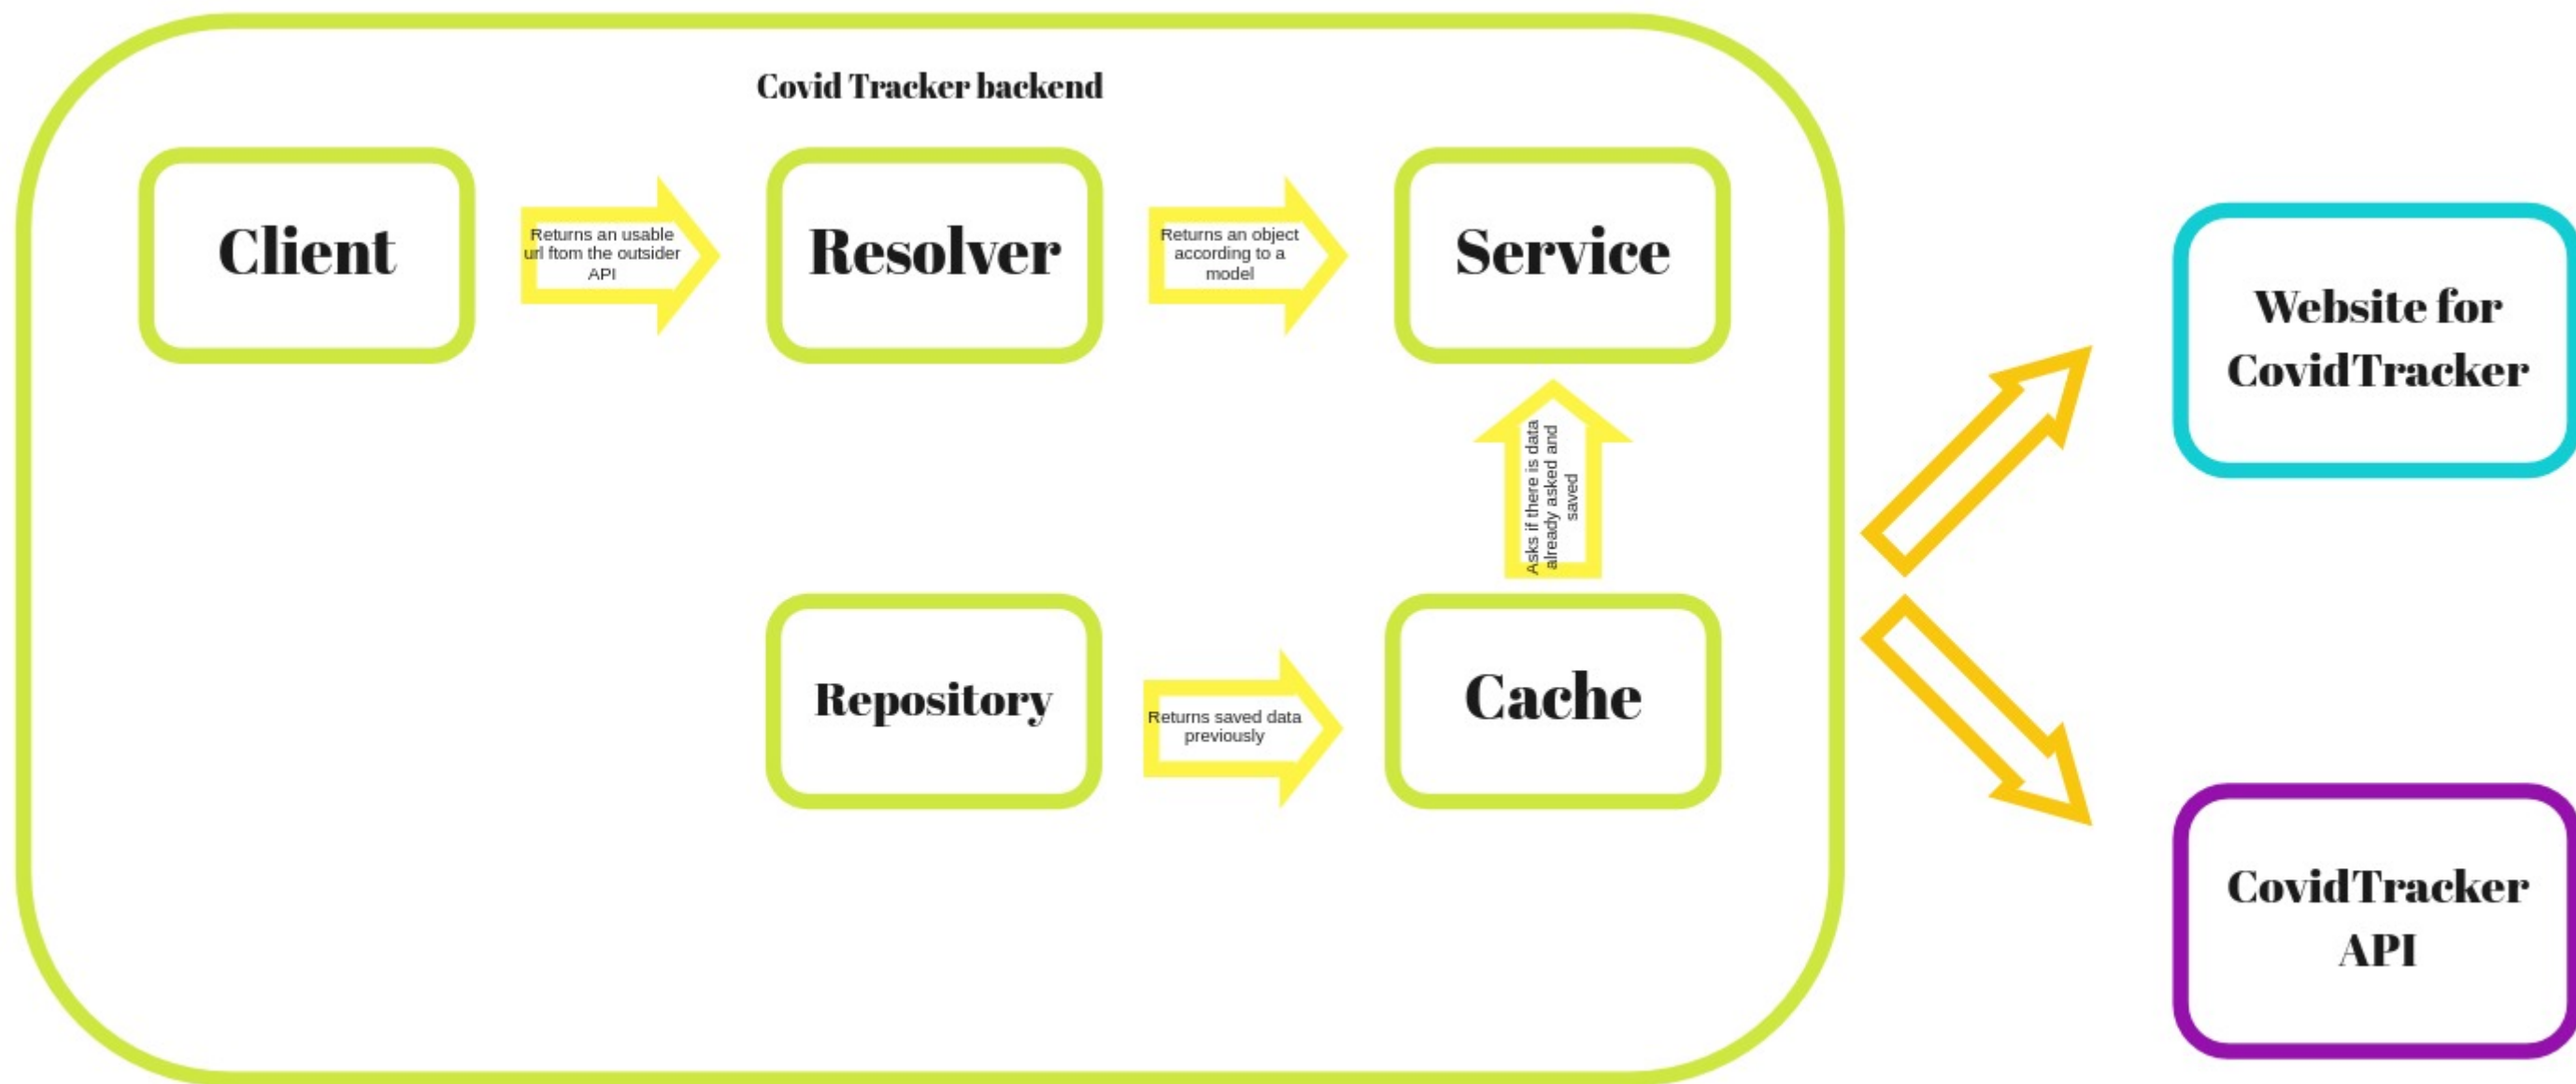 Covid Tracker backend
Client
Returns an usable
url ftom the outsider
API
Resolver
Returns an object
according to a
model
Service
Asks if there is data
already asked and
saved
Repository
Returns saved data
previously
Cache
Website for
CovidTracker
CovidTracker
API